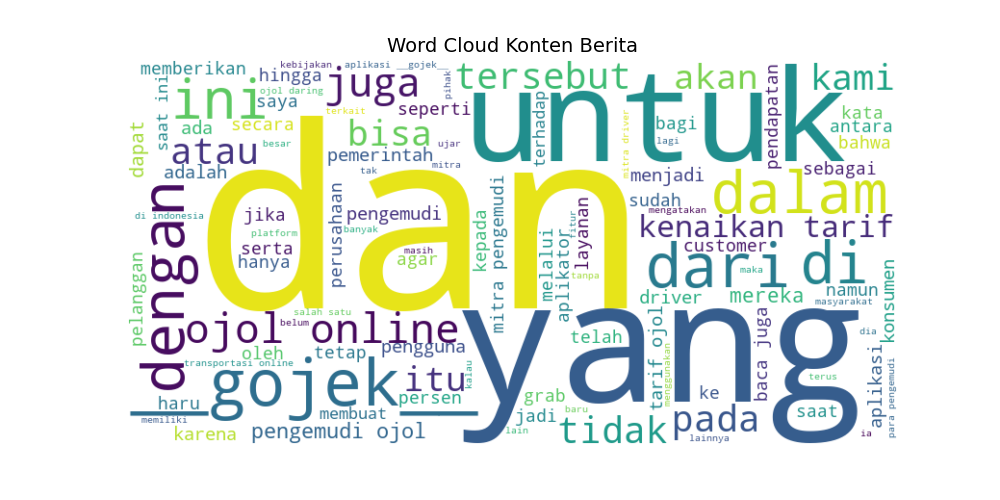 Word Cloud Konten Berita
kebijakan
aplikasi __gojek__
memberikan
hingga
juga
pihak
tersebut
akan
kami
saat ini
ini
ojol daring
saya
terkait
seperti
untuk
pendapatan
dapat
ada
secara
bisa
terhadap
mitra driver
bagi
kata
antara
bahwa
atau
besar
ujar
lagi
adalah
dan
pemerintah
mitra
menjadi
sebagai
tak
dengan
perusahaan
sudah
dalam
di indonesia
jika
pengemudi
kepada
mitra pengemudi
melalui
aplikator
layanan
fitur
mengatakan
kenaikan tarif
platform
banyak
serta
masih
customer
hanya
agar
tanpa
dari
di
maka
konsumen
pelanggan
driver
mereka
namun
masyarakat
salah satu
yang
ojol online
belum
telah
tarif ojol
baca juga
dia
oleh
tetap
pengguna
transportasi online
__gojek__
itu
kalau
menggunakan
terus
aplikasi
para pengemudi
haru
persen
grab
ke
memiliki
membuat
jadi
baru
saat
karena
pengemudi ojol
lain
tidak
pada
lainnya
ia